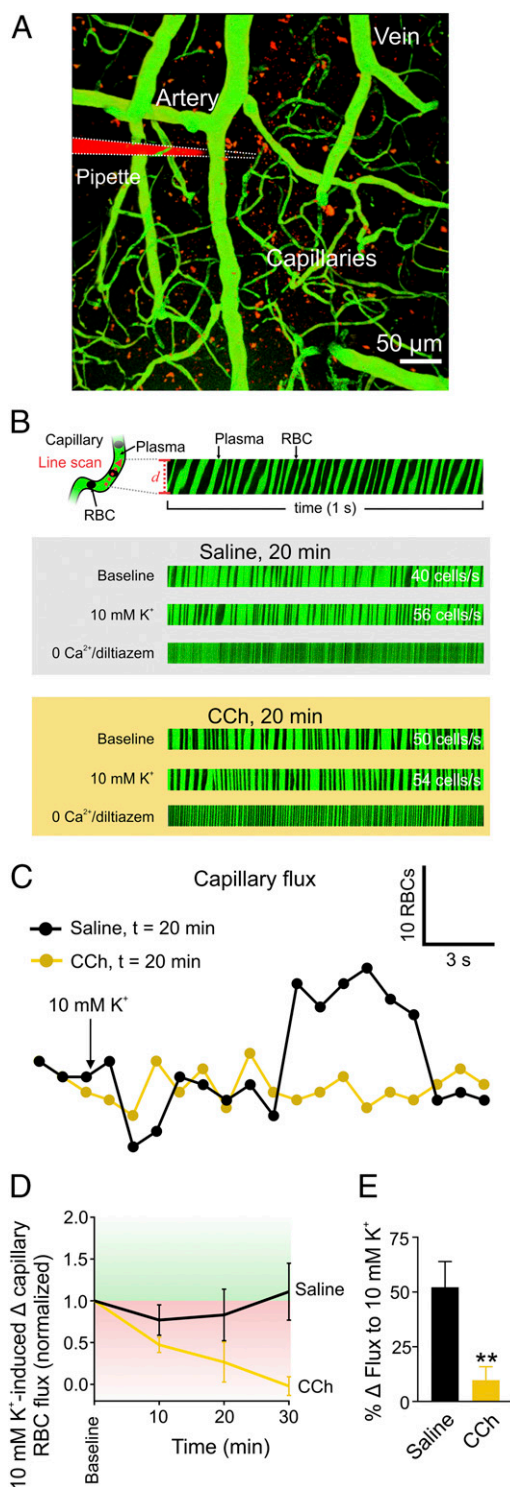 A
Vein
Artery
Pipette
Capillaries
50 µm
B
Capillary
Plasma
Line scan
RBC
d
Plasma
RBC
time (1 s)
Saline, 20 min
Baseline
40 cells/s
10 mM K⁺
56 cells/s
0 Ca²⁺/diltiazem
CCh, 20 min
Baseline
50 cells/s
10 mM K⁺
54 cells/s
0 Ca²⁺/diltiazem
C
Capillary flux
10 RBCs
3 s
Saline, t = 20 min
CCh, t = 20 min
10 mM K⁺
D
10 mM K⁺-induced Δ capillary
RBC flux (normalized)
2.0
1.5
1.0
0.5
0.0
Saline
CCh
Baseline
10
20
30
Time (min)
E
% Δ Flux to 10 mM K⁺
75
50
25
0
**
Saline
CCh